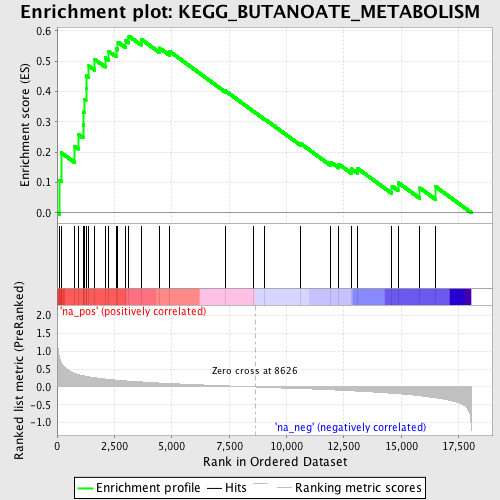 Enrichment plot: KEGG_BUTANOATE_METABOLISM
Enrichment score (ES)
0.6
0.5
0.4
0.3
0.2
0.1
0.0
'na_pos' (positively correlated)
Ranked list metric (PreRanked)
2.0
1.5
1.0
0.5
0.0
-0.5
-1.0
Zero cross at 8626
'na_neg' (negatively correlated)
0 2,500 5,000 7,500 10,000 12,500 15,000 17,500
Rank in Ordered Dataset
Enrichment profile Hits Ranking metric scores